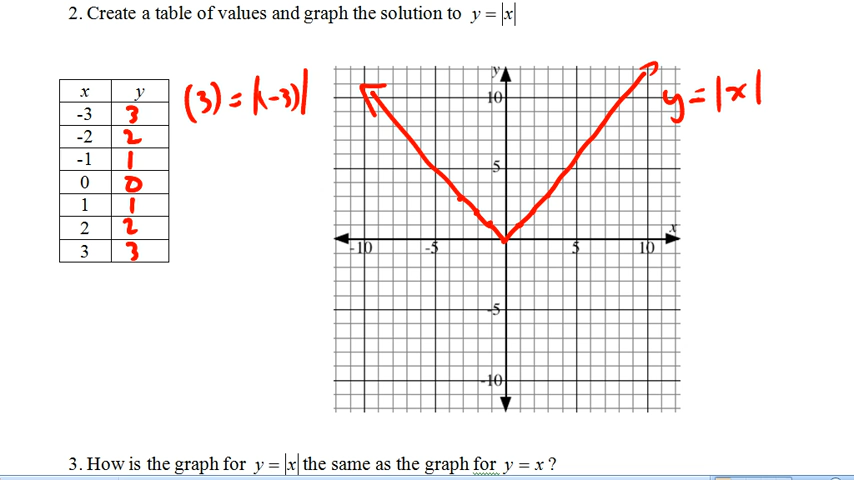 2. Create a table of values and graph the solution to y = |x|
x y
-3 3
-2 2
-1 1
0 0
1 1
2 2
3 3
(3) = |(-3)|
y = |x|
y
10
5
x
-10 -5 5 10
-5
-10
3. How is the graph for y = |x| the same as the graph for y = x ?